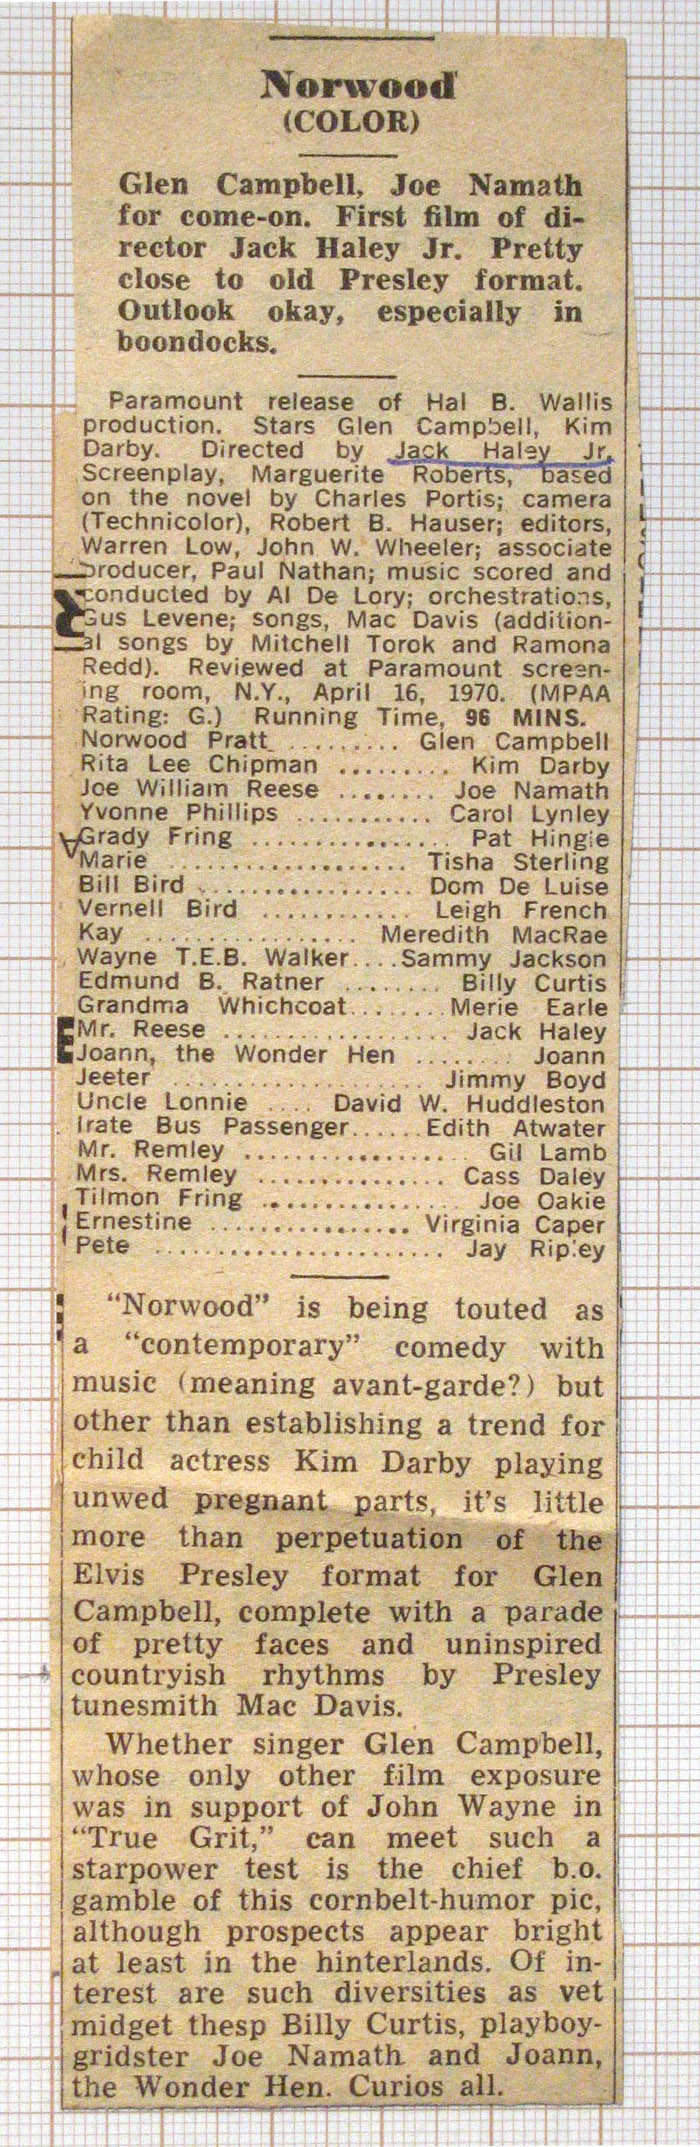 Norwood
(COLOR)
Glen Campbell, Joe Namath
for come-on. First film of di-
rector Jack Haley Jr. Pretty
close to old Presley format.
Outlook okay, especially in
boondocks.
Paramount release of Hal B. Wallis
production. Stars Glen Campbell, Kim
Darby. Directed by Jack Haley Jr.
Screenplay, Marguerite Roberts, based
on the novel by Charles Portis; camera
(Technicolor), Robert B. Hauser; editors,
Warren Low, John W. Wheeler; associate
producer, Paul Nathan; music scored and
conducted by Al De Lory; orchestrations,
Gus Levene; songs, Mac Davis (addition-
al songs by Mitchell Torok and Ramona
Redd). Reviewed at Paramount screen-
ing room, N.Y., April 16, 1970. (MPAA
Rating: G.) Running Time, 96 MINS.
Norwood Pratt ......... Glen Campbell
Rita Lee Chipman ......... Kim Darby
Joe William Reese ........ Joe Namath
Yvonne Phillips ........... Carol Lynley
Grady Fring ................ Pat Hingle
Marie ................... Tisha Sterling
Bill Bird ................. Dom De Luise
Vernell Bird ............ Leigh French
Kay ................. Meredith MacRae
Wayne T.E.B. Walker....Sammy Jackson
Edmund B. Ratner ........ Billy Curtis
Grandma Whichcoat........Merie Earle
Mr. Reese ................... Jack Haley
Joann, the Wonder Hen ........ Joann
Jeeter .................... Jimmy Boyd
Uncle Lonnie .... David W. Huddleston
Irate Bus Passenger......Edith Atwater
Mr. Remley ................... Gil Lamb
Mrs. Remley ............... Cass Daley
Tilmon Fring ................ Joe Oakie
Ernestine ................ Virginia Caper
Pete ....................... Jay Ripley
"Norwood" is being touted as
a "contemporary" comedy with
music (meaning avant-garde?) but
other than establishing a trend for
child actress Kim Darby playing
unwed pregnant parts, it's little
more than perpetuation of the
Elvis Presley format for Glen
Campbell, complete with a parade
of pretty faces and uninspired
countryish rhythms by Presley
tunesmith Mac Davis.
Whether singer Glen Campbell,
whose only other film exposure
was in support of John Wayne in
"True Grit," can meet such a
starpower test is the chief b.o.
gamble of this cornbelt-humor pic,
although prospects appear bright
at least in the hinterlands. Of in-
terest are such diversities as vet
midget thesp Billy Curtis, playboy-
gridster Joe Namath and Joann,
the Wonder Hen. Curios all.